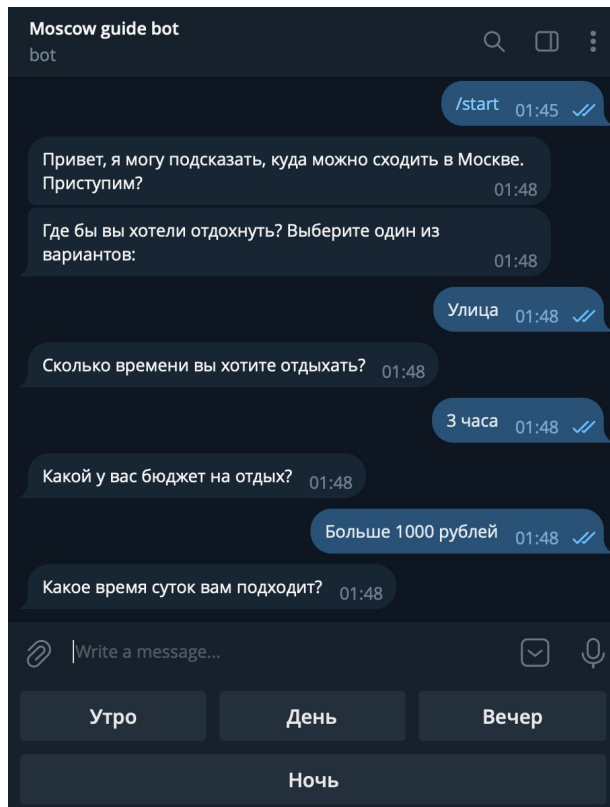 Moscow guide bot
bot
/start 01:45
Привет, я могу подсказать, куда можно сходить в Москве.
Приступим?
01:48
Где бы вы хотели отдохнуть? Выберите один из
вариантов:
01:48
Улица 01:48
Сколько времени вы хотите отдыхать? 01:48
3 часа 01:48
Какой у вас бюджет на отдых? 01:48
Больше 1000 рублей 01:48
Какое время суток вам подходит? 01:48
Write a message...
Утро День Вечер
Ночь